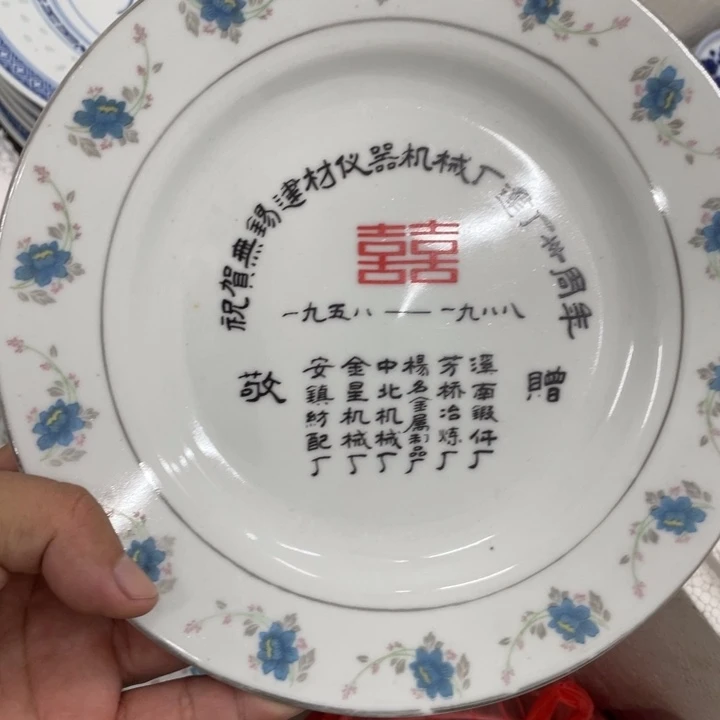 祝賀無錫建材仪器机械厂建厂卅周年
囍
一九五八——一九八八
敬 贈
安鎮紡配厂
金星机械厂
中北机械厂
楊名金属制品厂
芳桥冶炼厂
溪南鍛件厂